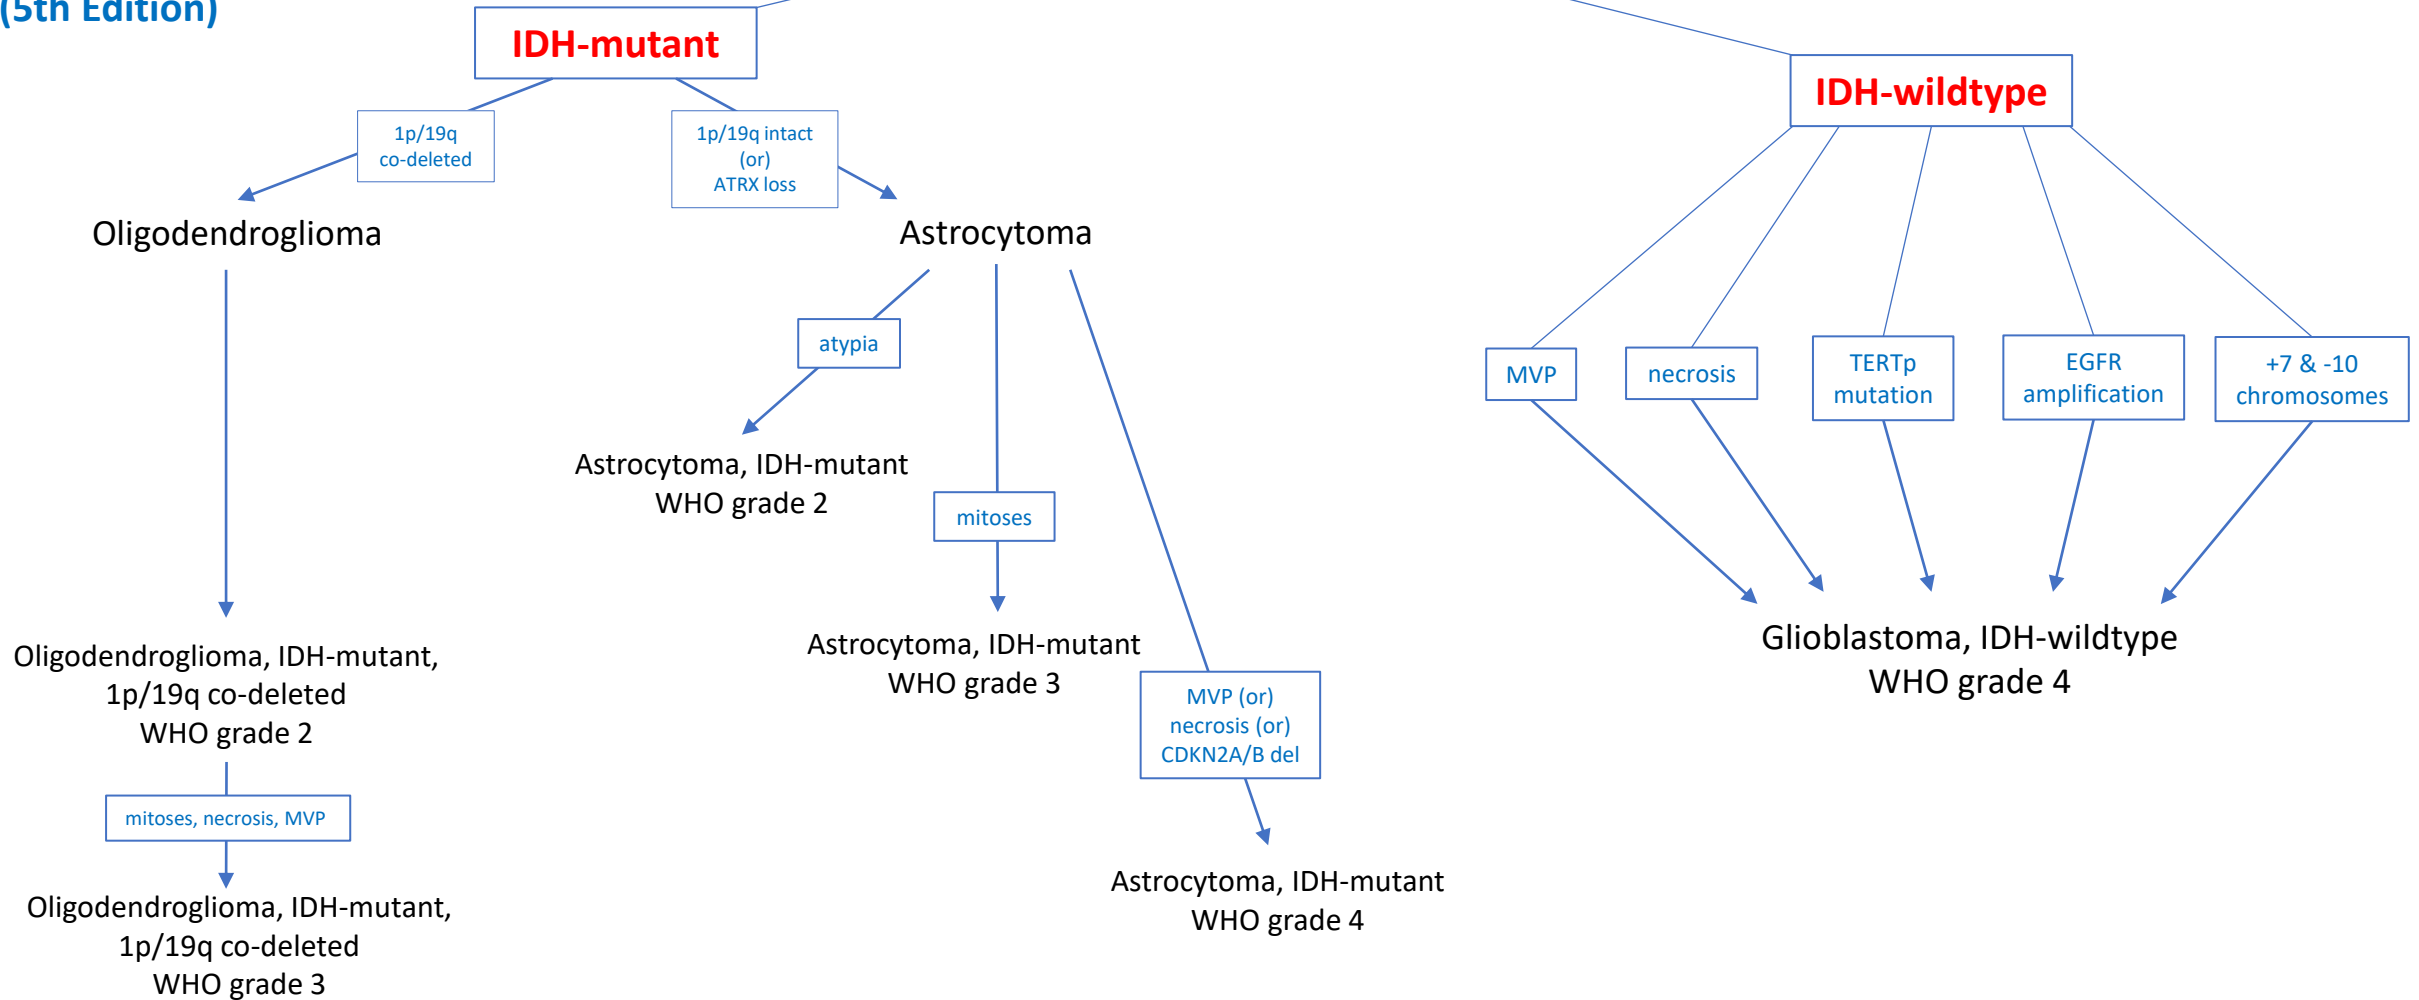 (5th Edition)
IDH-mutant
IDH-wildtype
1p/19q
co-deleted
1p/19q intact
(or)
ATRX loss
Oligodendroglioma
Astrocytoma
atypia
MVP
necrosis
TERTp
mutation
EGFR
amplification
+7 & -10
chromosomes
Astrocytoma, IDH-mutant
WHO grade 2
mitoses
Astrocytoma, IDH-mutant
WHO grade 3
Glioblastoma, IDH-wildtype
WHO grade 4
Oligodendroglioma, IDH-mutant,
1p/19q co-deleted
WHO grade 2
MVP (or)
necrosis (or)
CDKN2A/B del
mitoses, necrosis, MVP
Astrocytoma, IDH-mutant
WHO grade 4
Oligodendroglioma, IDH-mutant,
1p/19q co-deleted
WHO grade 3